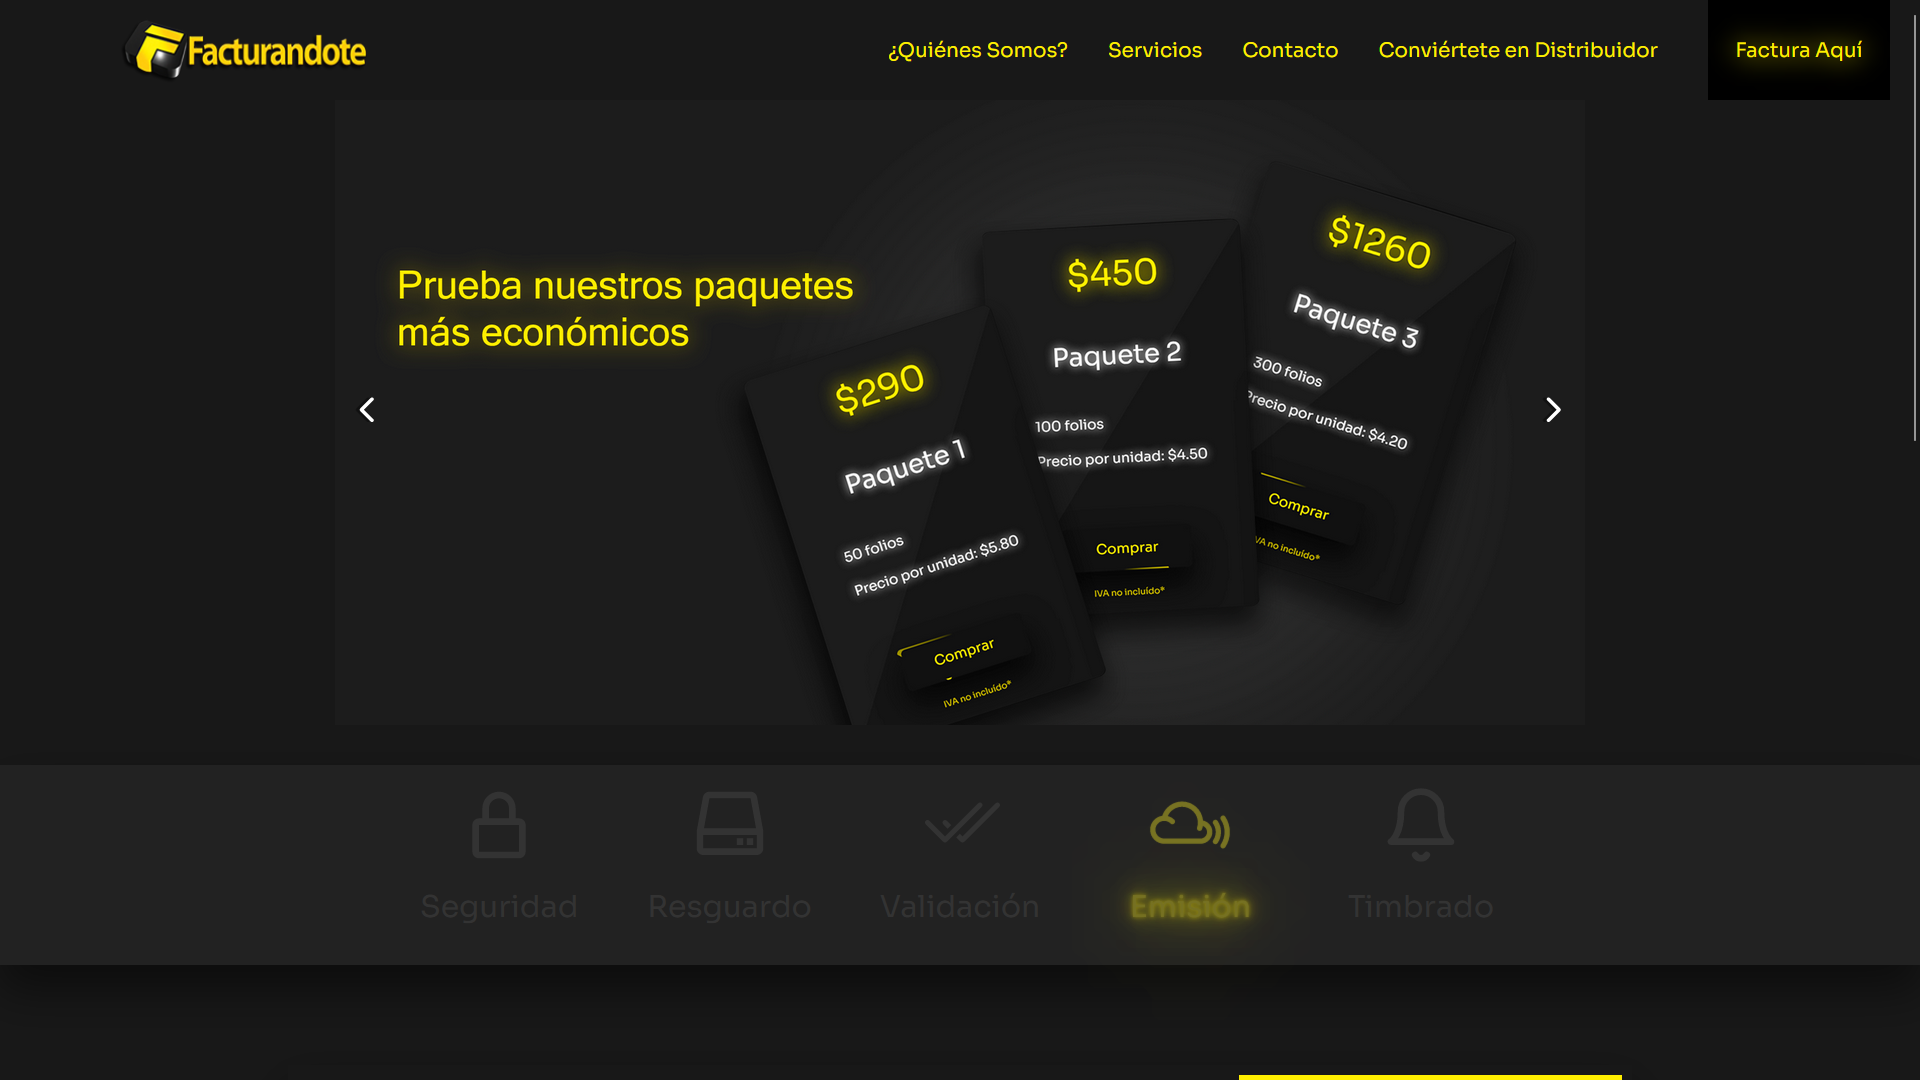 Facturandote
¿Quiénes Somos?
Servicios
Contacto
Conviértete en Distribuidor
Factura Aquí
Prueba nuestros paquetes
más económicos
$290
Paquete 1
50 folios
Precio por unidad: $5.80
Comprar
IVA no incluído*
$450
Paquete 2
100 folios
Precio por unidad: $4.50
Comprar
IVA no incluído*
$1260
Paquete 3
300 folios
Precio por unidad: $4.20
Comprar
IVA no incluído*
Seguridad
Resguardo
Validación
Emisión
Timbrado